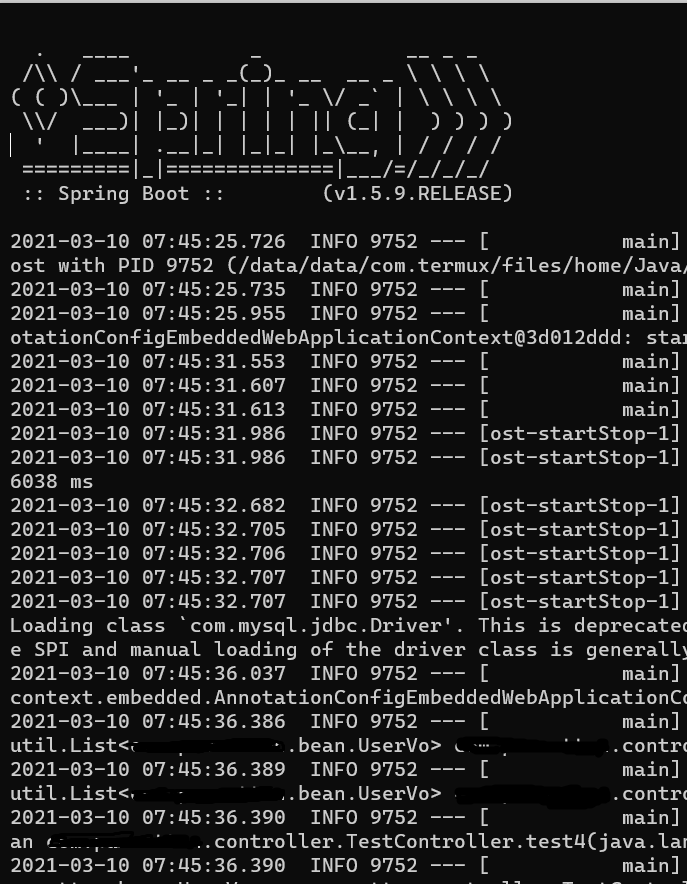 .   ____          _            __ _ _
 /\\ / ___'_ __ _ _(_)_ __  __ _ \ \ \ \
( ( )\___ | '_ | '_| | '_ \/ _` | \ \ \ \
 \\/  ___)| |_)| | | | | || (_| |  ) ) ) )
  '  |____| .__|_| |_|_| |_\__, | / / / /
 =========|_|==============|___/=/_/_/_/
 :: Spring Boot ::        (v1.5.9.RELEASE)
2021-03-10 07:45:25.726  INFO 9752 --- [           main]
ost with PID 9752 (/data/data/com.termux/files/home/Java/
2021-03-10 07:45:25.735  INFO 9752 --- [           main]
2021-03-10 07:45:25.955  INFO 9752 --- [           main]
otationConfigEmbeddedWebApplicationContext@3d012ddd: star
2021-03-10 07:45:31.553  INFO 9752 --- [           main]
2021-03-10 07:45:31.607  INFO 9752 --- [           main]
2021-03-10 07:45:31.613  INFO 9752 --- [           main]
2021-03-10 07:45:31.986  INFO 9752 --- [ost-startStop-1]
2021-03-10 07:45:31.986  INFO 9752 --- [ost-startStop-1]
6038 ms
2021-03-10 07:45:32.682  INFO 9752 --- [ost-startStop-1]
2021-03-10 07:45:32.705  INFO 9752 --- [ost-startStop-1]
2021-03-10 07:45:32.706  INFO 9752 --- [ost-startStop-1]
2021-03-10 07:45:32.707  INFO 9752 --- [ost-startStop-1]
2021-03-10 07:45:32.707  INFO 9752 --- [ost-startStop-1]
Loading class `com.mysql.jdbc.Driver'. This is deprecated
e SPI and manual loading of the driver class is generally
2021-03-10 07:45:36.037  INFO 9752 --- [           main]
context.embedded.AnnotationConfigEmbeddedWebApplicationCo
2021-03-10 07:45:36.386  INFO 9752 --- [           main]
util.List< .bean.UserVo> .contro
2021-03-10 07:45:36.389  INFO 9752 --- [           main]
util.List< .bean.UserVo> .contro
2021-03-10 07:45:36.390  INFO 9752 --- [           main]
an .controller.TestController.test4(java.lan
2021-03-10 07:45:36.390  INFO 9752 --- [           main]